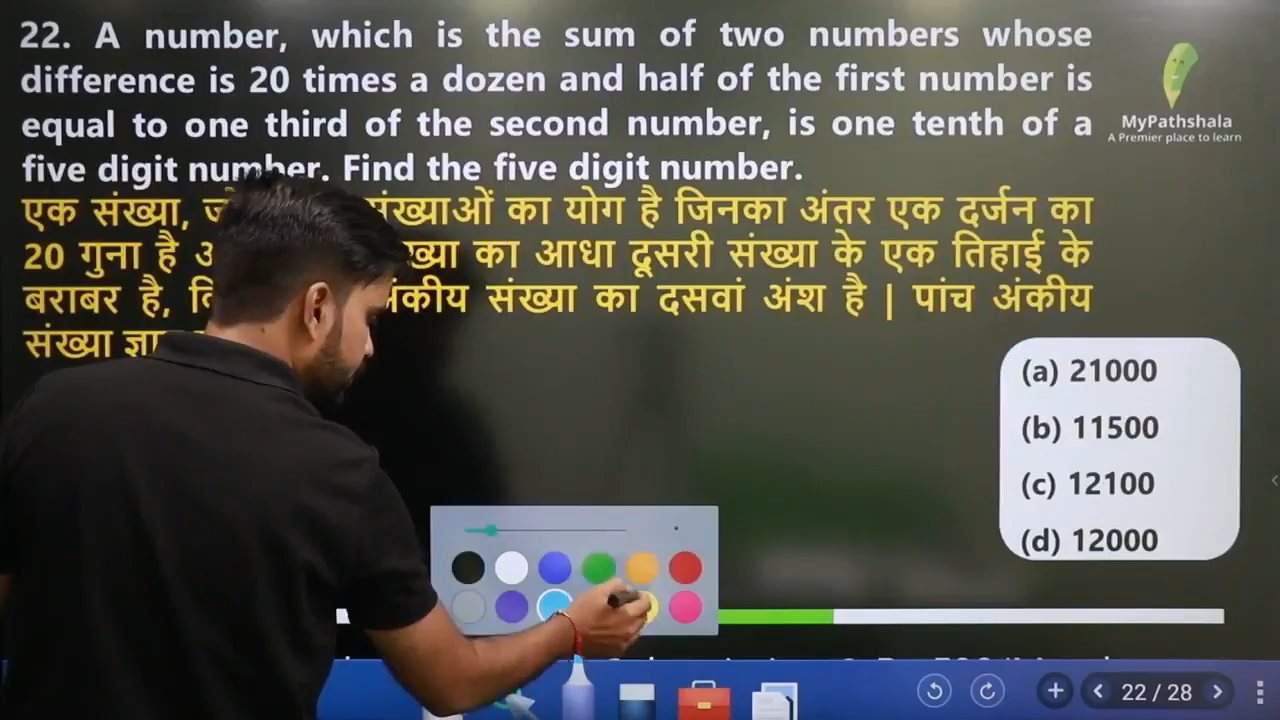 22. A number, which is the sum of two numbers whose
difference is 20 times a dozen and half of the first number is
equal to one third of the second number, is one tenth of a
five digit number. Find the five digit number.
MyPathshala
A Premier place to learn
एक संख्या, संख्याओं का योग है जिनका अंतर एक दर्जन का
20 गुना है का आधा दूसरी संख्या के एक तिहाई के
बराबर है, संख्या का दसवां अंश है | पांच अंकीय
संख्या
(a) 21000
(b) 11500
(c) 12100
(d) 12000
22 / 28